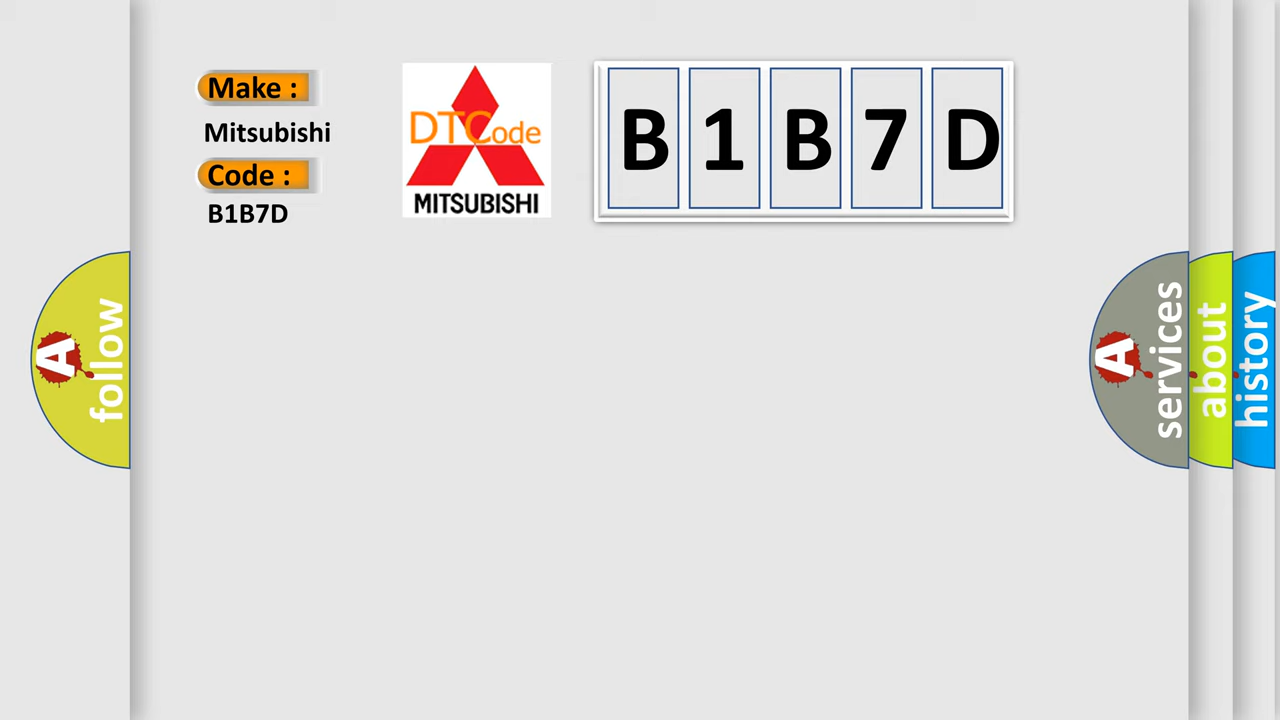 Make :
Mitsubishi
Code :
B1B7D
DTCode
MITSUBISHI
B 1 B 7 D
A follow
A services
about
history